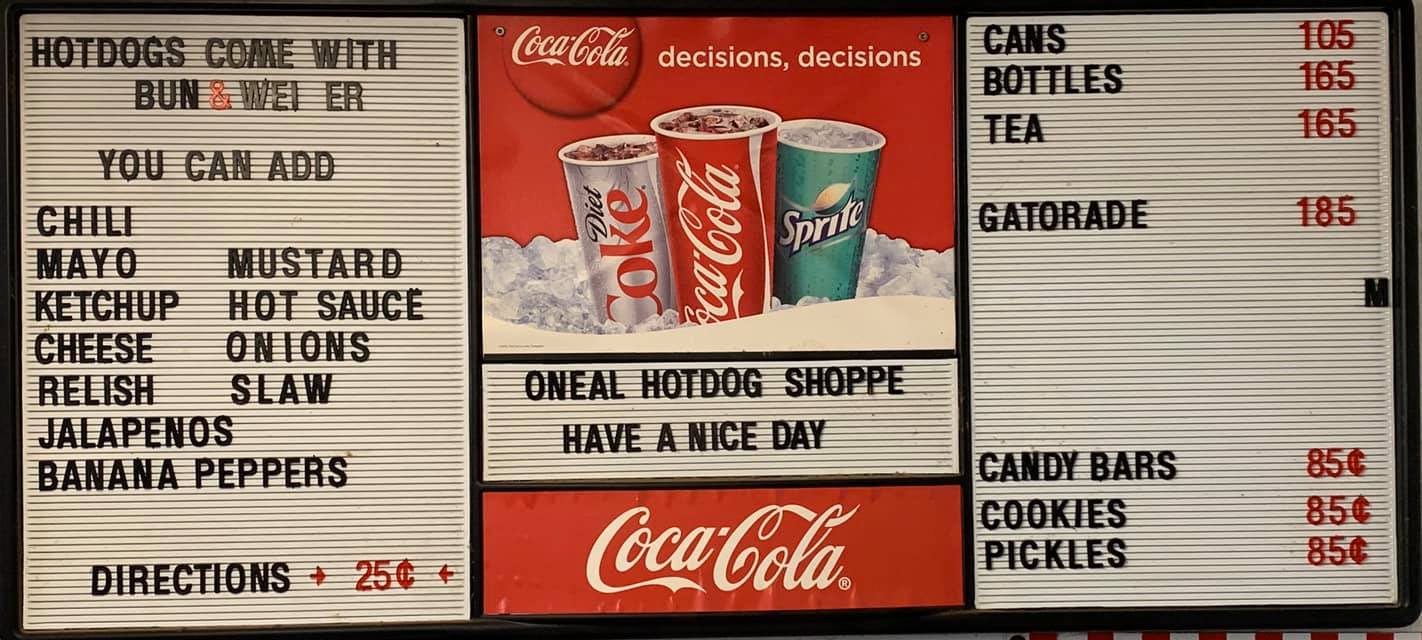 HOTDOGS COME WITH
BUN & WEI ER
YOU CAN ADD
CHILI
MAYO MUSTARD
KETCHUP HOT SAUCE
CHEESE ONIONS
RELISH SLAW
JALAPENOS
BANANA PEPPERS
DIRECTIONS → 25¢ ←
Coca-Cola
decisions, decisions
Diet Coke
Coca-Cola
Sprite
ONEAL HOTDOG SHOPPE
HAVE A NICE DAY
Coca-Cola®
CANS 105
BOTTLES 165
TEA 165
GATORADE 185
M
CANDY BARS 85¢
COOKIES 85¢
PICKLES 85¢